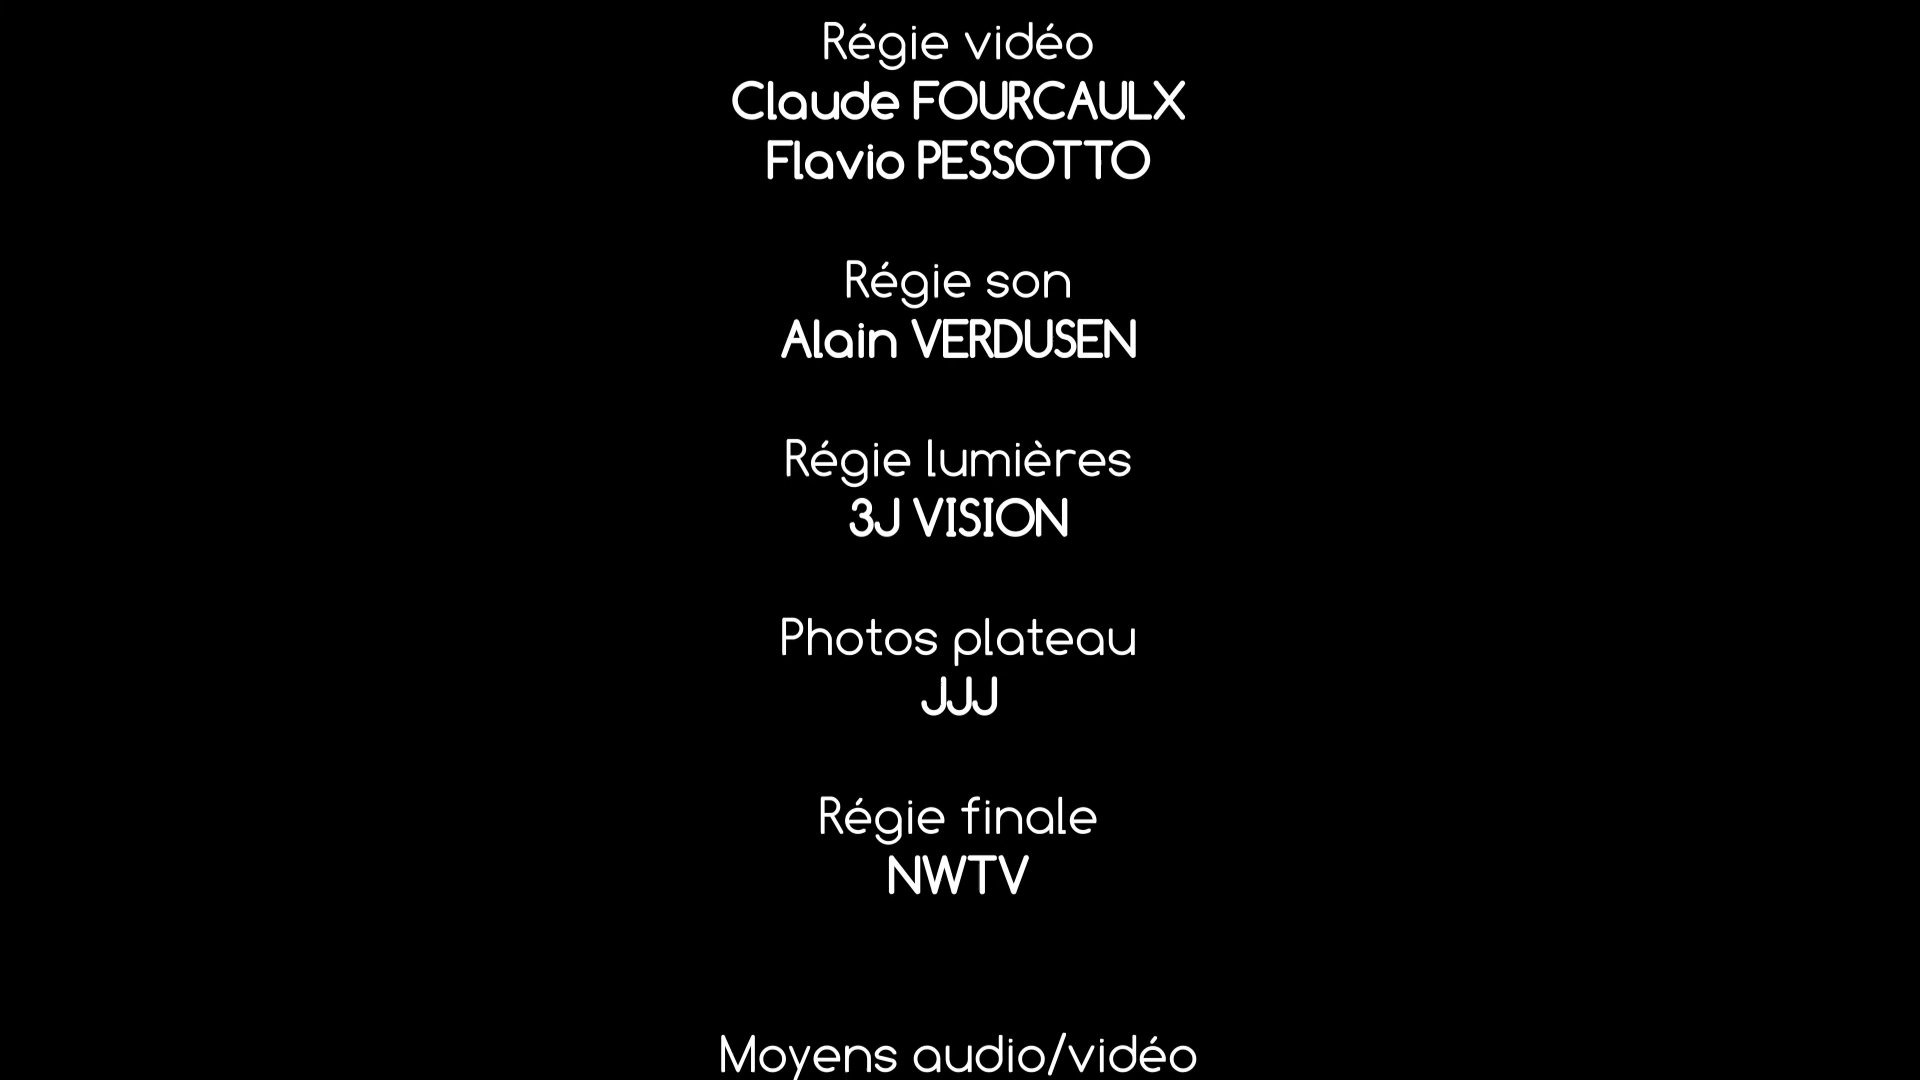 Régie vidéo
Claude FOURCAULX
Flavio PESSOTTO
Régie son
Alain VERDUSEN
Régie lumières
3J VISION
Photos plateau
JJJ
Régie finale
NWTV
Moyens audio/vidéo